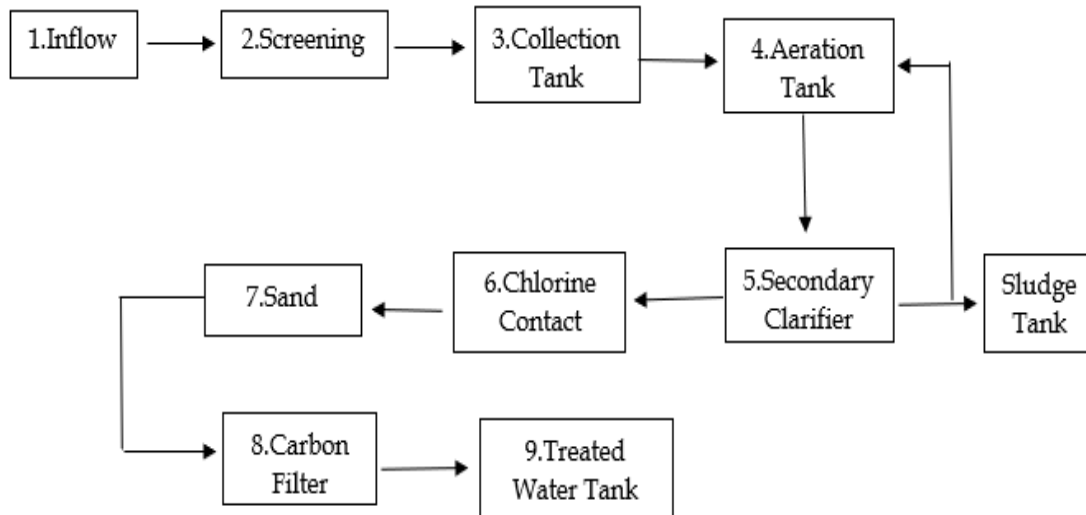 1.Inflow
2.Screening
3.Collection
Tank
4.Aeration
Tank
5.Secondary
Clarifier
Sludge
Tank
6.Chlorine
Contact
7.Sand
8.Carbon
Filter
9.Treated
Water Tank